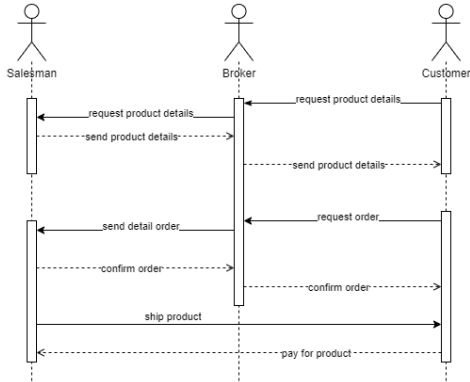 Salesman
Broker
Customer
request product details
request product details
send product details
send product details
request order
send detail order
confirm order
confirm order
ship product
pay for product